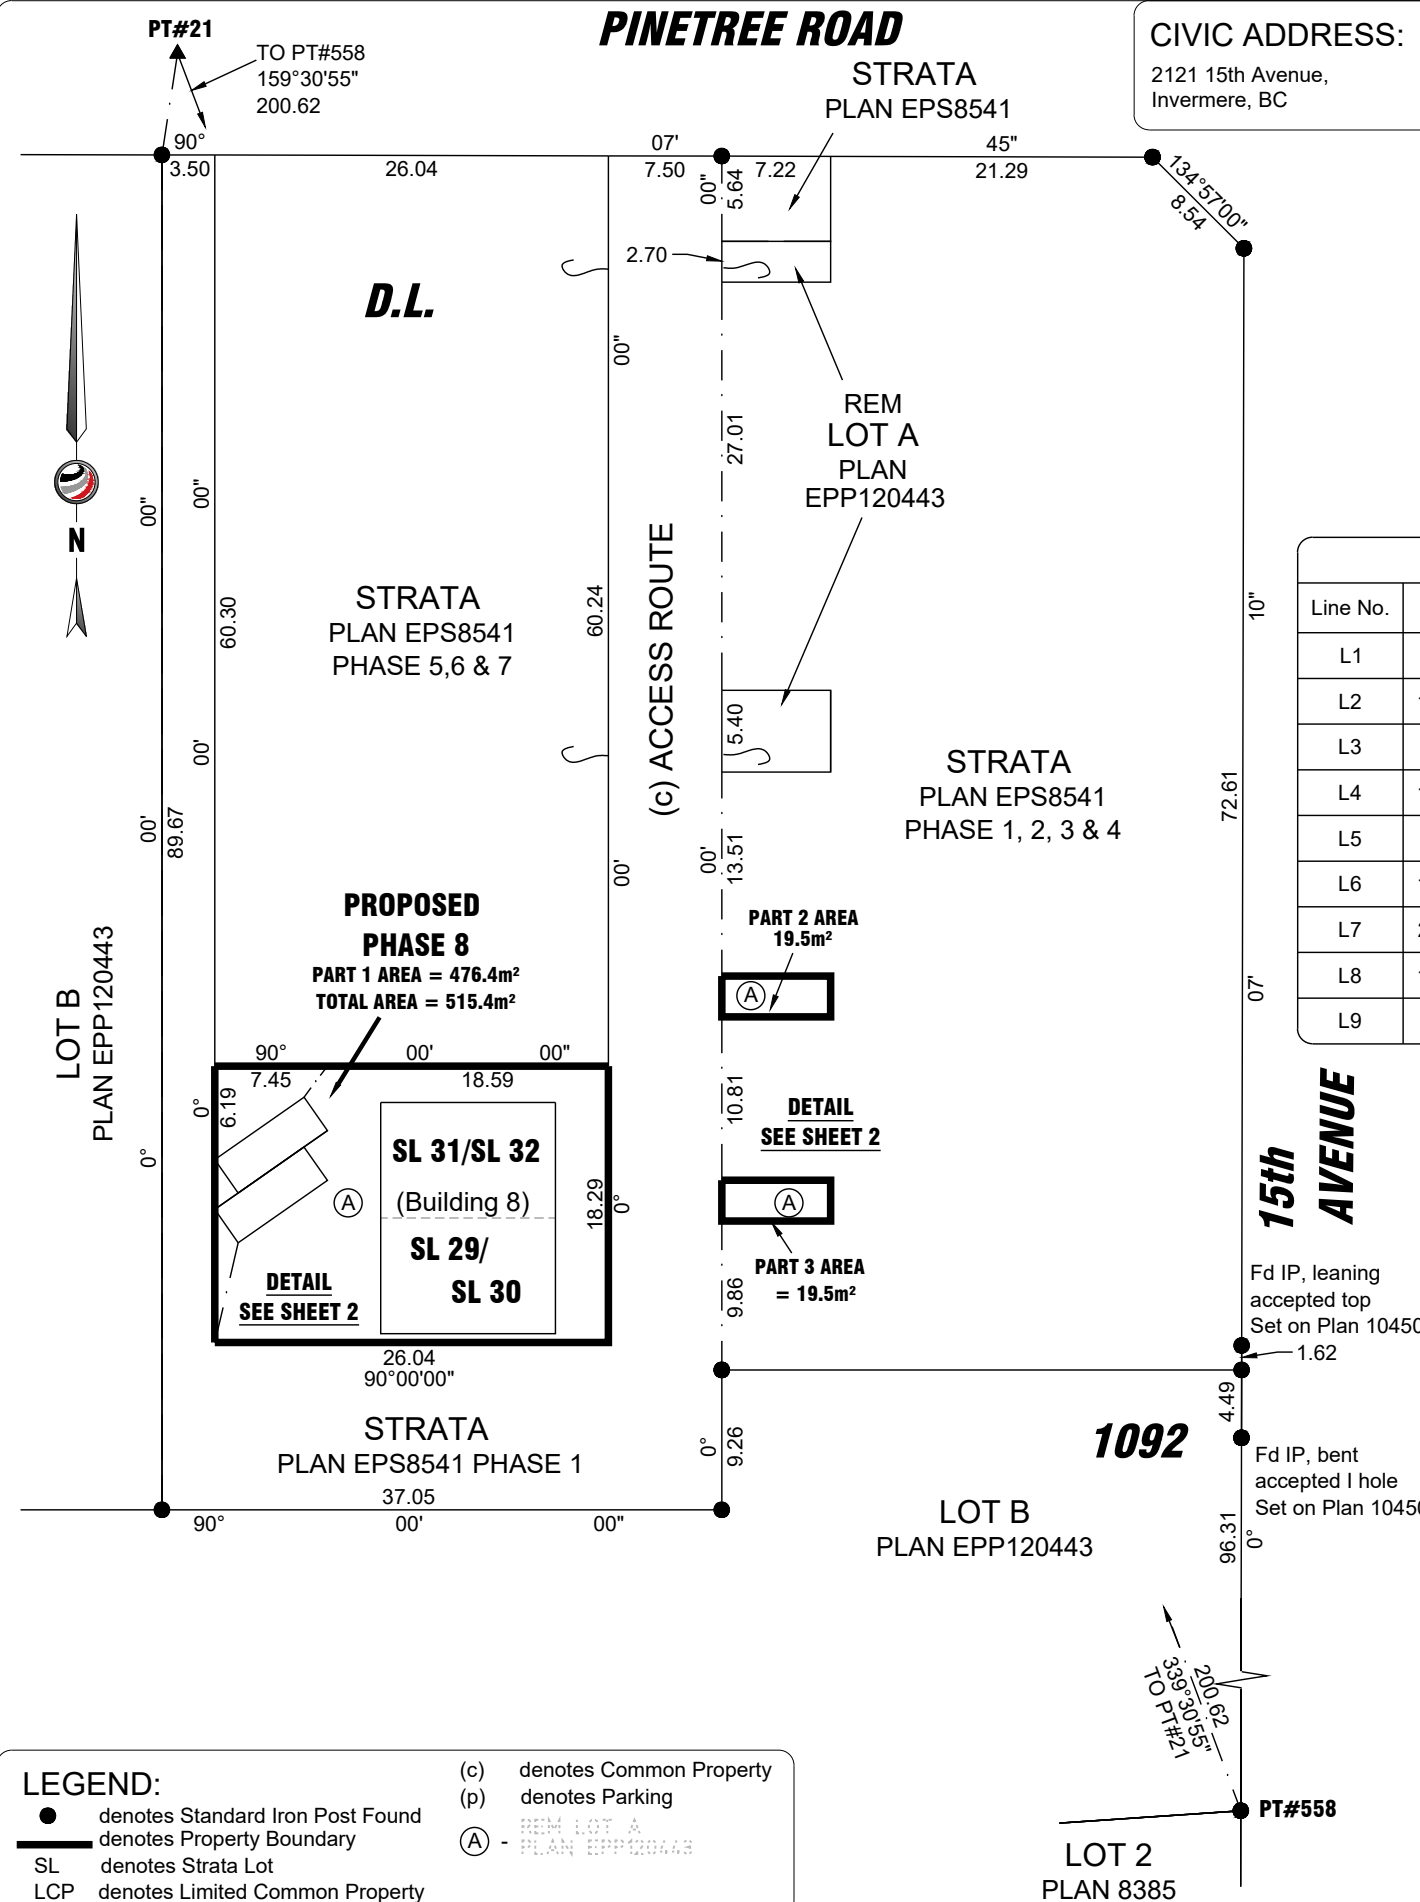 PT#21
TO PT#558
159°30'55"
200.62
PINETREE ROAD
STRATA
PLAN EPS8541
CIVIC ADDRESS:
2121 15th Avenue,
Invermere, BC
90° 07' 45"
3.50 26.04 7.50 7.22 21.29
134°57'00"
8.54
00"
5.64
2.70
D.L.
00"
REM
LOT A
PLAN
EPP120443
27.01
00"
00"
N
(c) ACCESS ROUTE
STRATA
PLAN EPS8541
PHASE 5,6 & 7
60.30
60.24
10"
Line No.
L1
L2
L3
L4
L5
L6
L7
L8
L9
5.40
00'
STRATA
PLAN EPS8541
PHASE 1, 2, 3 & 4
72.61
00'
89.67
00'
00'
13.51
PROPOSED
PHASE 8
PART 1 AREA = 476.4m²
TOTAL AREA = 515.4m²
PART 2 AREA
19.5m²
A
07'
LOT B
PLAN EPP120443
90° 00' 00"
7.45 18.59
0°
6.19
0°
10.81
DETAIL
SEE SHEET 2
SL 31/SL 32
(Building 8)
SL 29/
SL 30
A
18.29
0°
A
15th
AVENUE
DETAIL
SEE SHEET 2
PART 3 AREA
= 19.5m²
9.86
Fd IP, leaning
accepted top
Set on Plan 10450
1.62
26.04
90°00'00"
STRATA
PLAN EPS8541 PHASE 1
37.05
90° 00' 00"
0°
9.26
1092
4.49
Fd IP, bent
accepted I hole
Set on Plan 10450
LOT B
PLAN EPP120443
96.31
0°
200.62
339°30'55"
TO PT#21
PT#558
LOT 2
PLAN 8385
LEGEND:
denotes Standard Iron Post Found
denotes Property Boundary
SL denotes Strata Lot
LCP denotes Limited Common Property
(c) denotes Common Property
(p) denotes Parking
A - REM LOT A
PLAN EPP120443